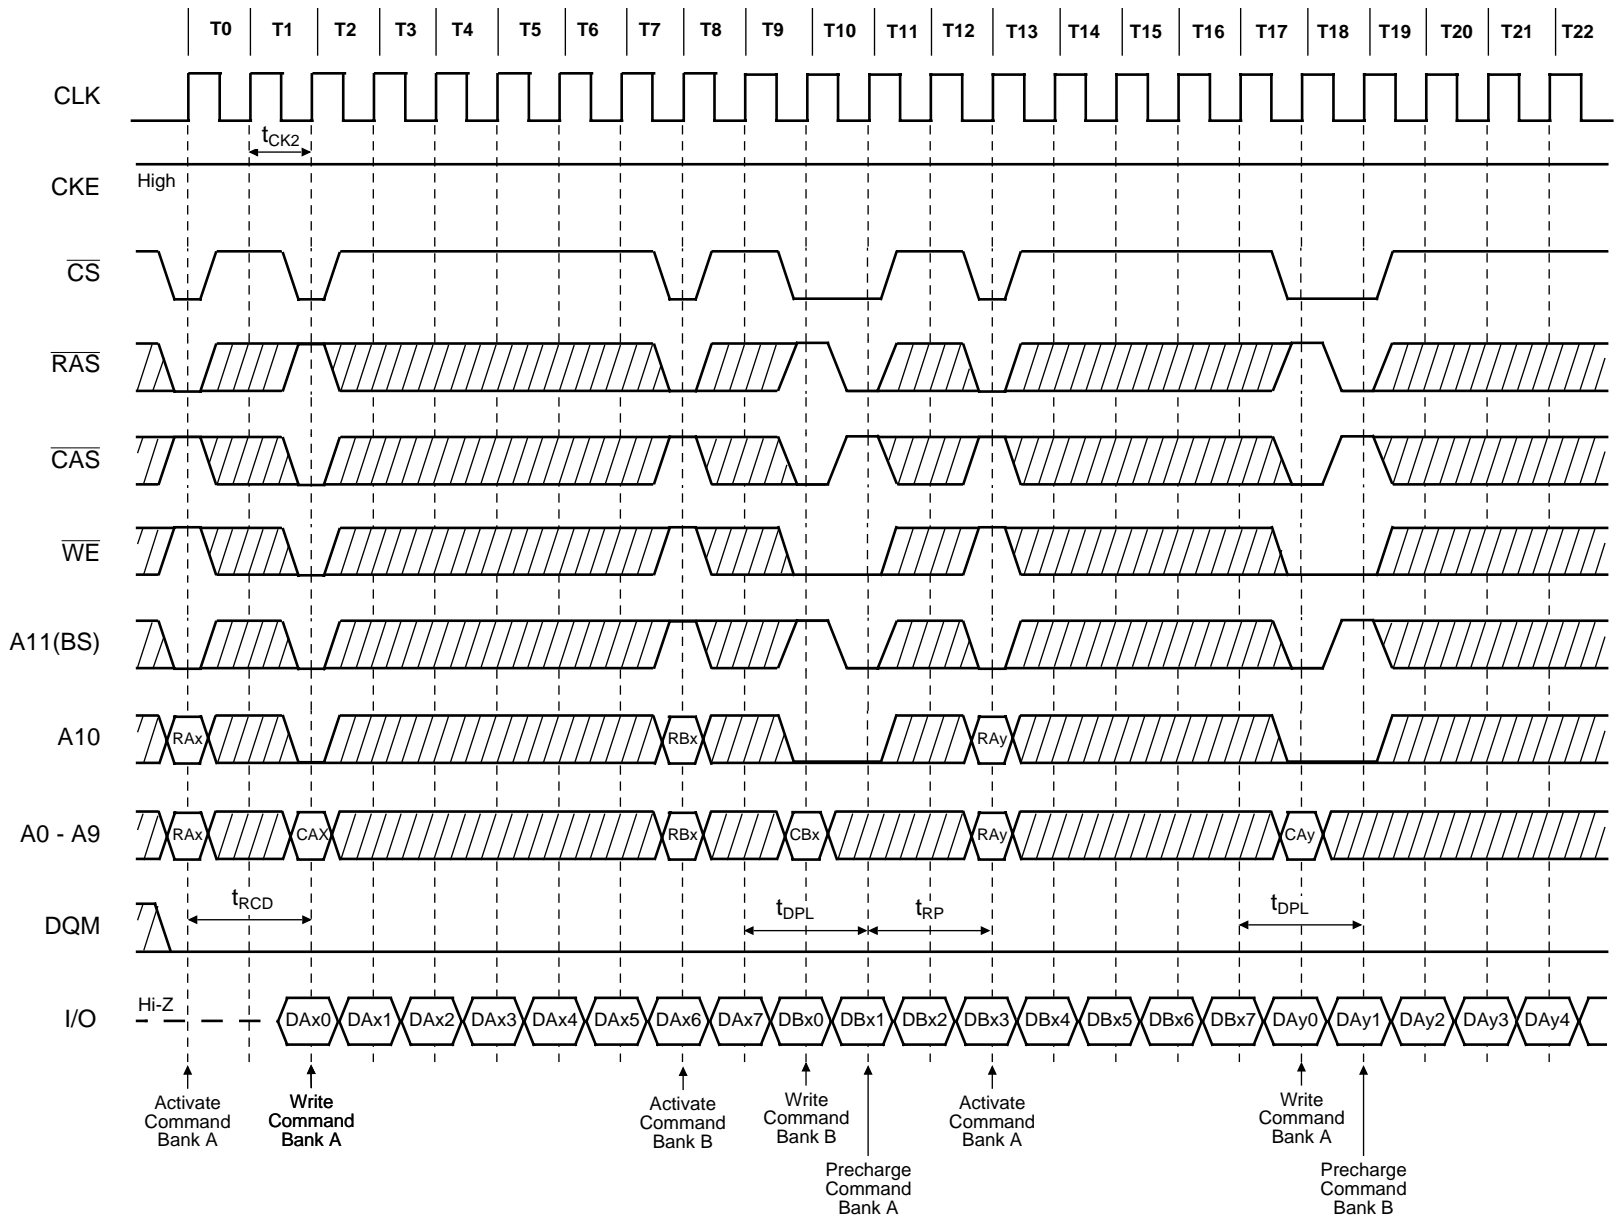 T0 T1 T2 T3 T4 T5 T6 T7 T8 T9 T10 T11 T12 T13 T14 T15 T16 T17 T18 T19 T20 T21 T22
CLK
tCK2
CKE
High
CS
RAS
CAS
WE
A11(BS)
A10
RAx RBx RAy
A0 - A9
RAx CAX RBx CBx RAy CAy
DQM
tRCD tDPL tRP tDPL
I/O
Hi-Z
DAx0 DAx1 DAx2 DAx3 DAx4 DAx5 DAx6 DAx7 DBx0 DBx1 DBx2 DBx3 DBx4 DBx5 DBx6 DBx7 DAy0 DAy1 DAy2 DAy3 DAy4
Activate
Command
Bank A
Write
Command
Bank A
Activate
Command
Bank B
Write
Command
Bank B
Precharge
Command
Bank A
Activate
Command
Bank A
Write
Command
Bank A
Precharge
Command
Bank B